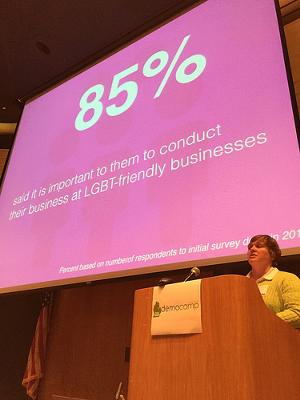 85%
said it is important to them to conduct
their business at LGBT-friendly businesses
Percent based on numberof respondents to initial survey in
democomp